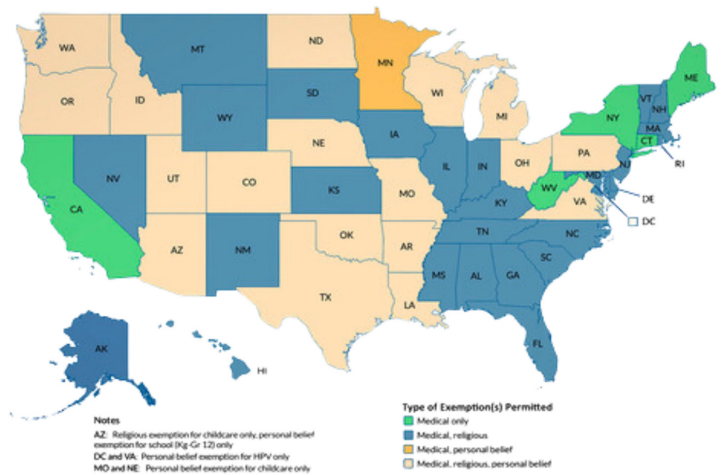 WA
MT
ND
MN
ME
OR
ID
SD
WI
VT
NH
WY
MI
NY
MA
CT
RI
IA
NE
PA
NJ
NV
UT
CO
IL
IN
OH
MD
DE
CA
KS
MO
WV
VA
DC
KY
AZ
NM
OK
AR
TN
NC
SC
TX
LA
MS
AL
GA
FL
AK
HI
Notes
AZ: Religious exemption for childcare only, personal belief
exemption for school (Kg-Gr 12) only
DC and VA: Personal belief exemption for HPV only
MO and NE: Personal belief exemption for childcare only
Type of Exemption(s) Permitted
Medical only
Medical, religious
Medical, personal belief
Medical, religious, personal belief